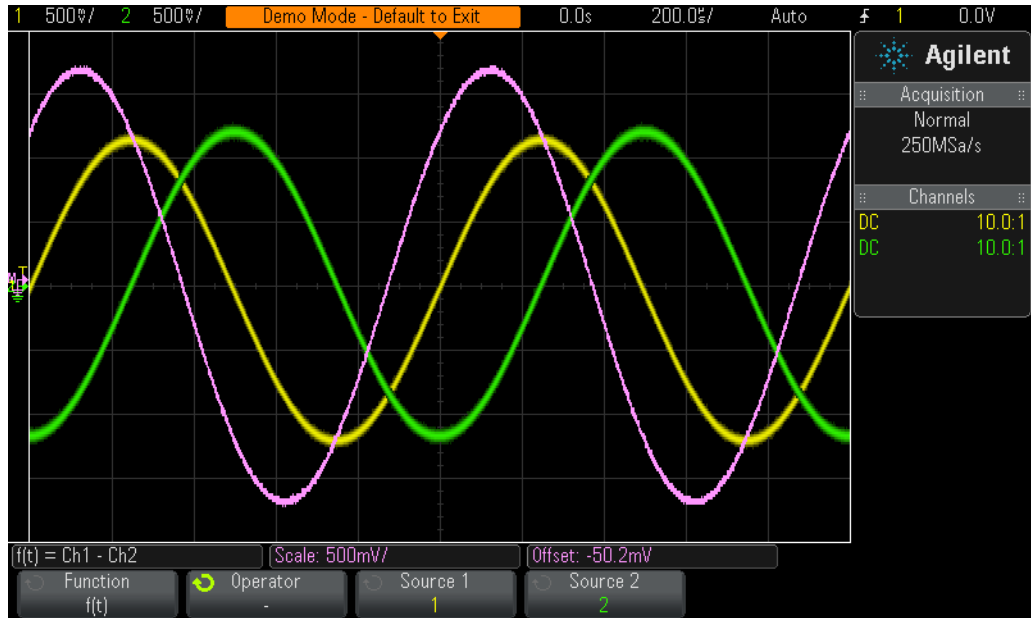 1 500mV/ 2 500mV/ Demo Mode - Default to Exit 0.0s 200.0s/ Auto 1 0.0V
Agilent
Acquisition
Normal
250MSa/s
Channels
DC 10.0:1
DC 10.0:1
T
f(t) = Ch1 - Ch2 Scale: 500mV/ Offset: -50.2mV
Function Operator Source 1 Source 2
f(t) - 1 2